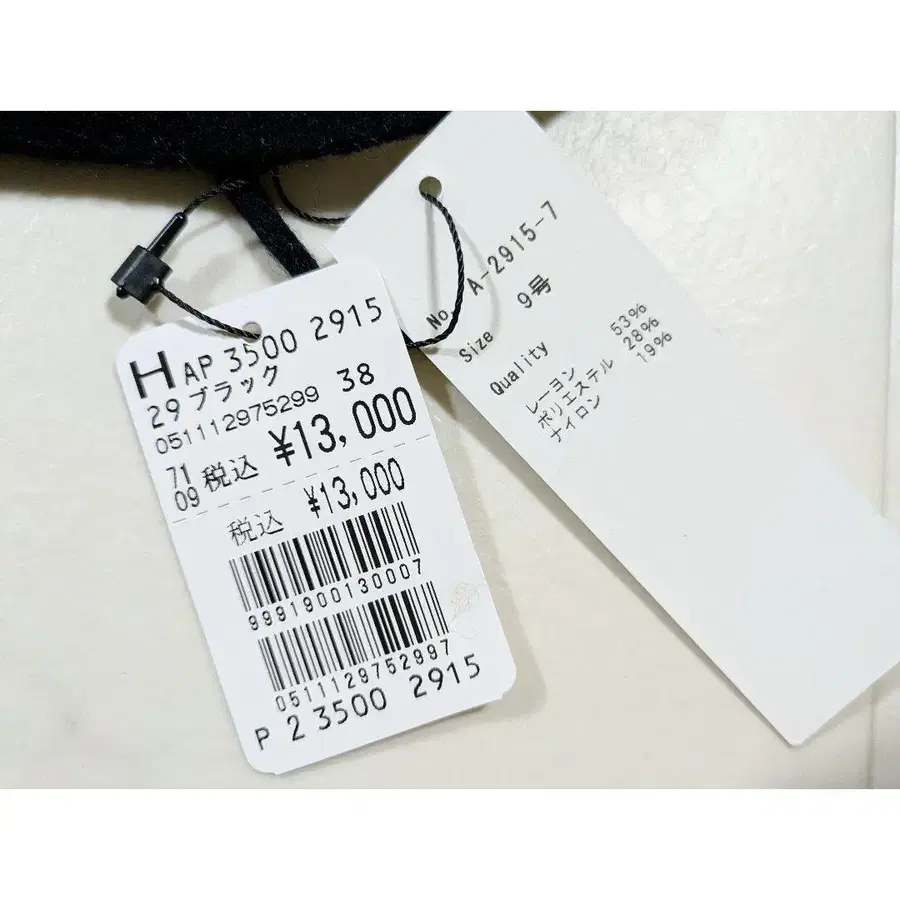 H AP 3500 2915
29 ブラック
051112975299 38
71
09 税込 ¥13,000
税込 ¥13,000
9991900130007
0511129752997
P 2 3500 2915
No. A-2915-7
Size 9号
Quality
レーヨン 53%
ポリエステル 28%
ナイロン 19%